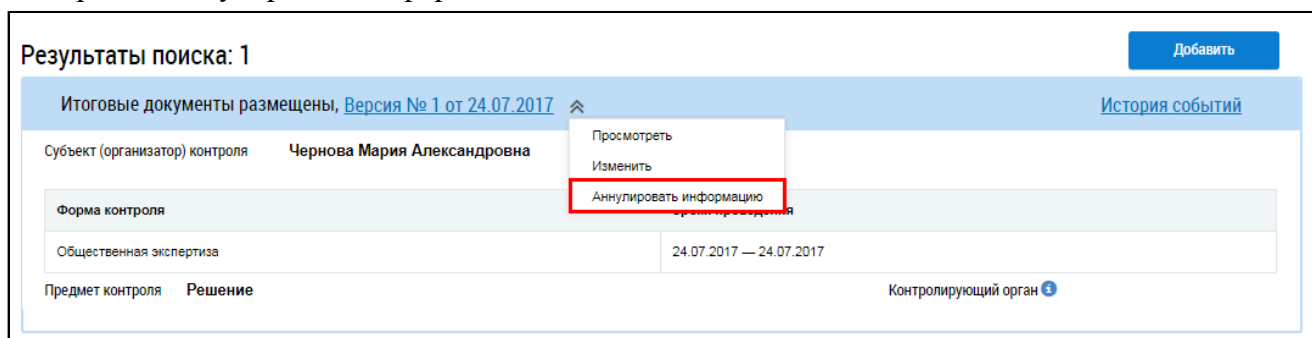 Результаты поиска: 1
Добавить
Итоговые документы размещены, Версия № 1 от 24.07.2017
История событий
Просмотреть
Субъект (организатор) контроля Чернова Мария Александровна
Изменить
Аннулировать информацию
Форма контроля
Общественная экспертиза
24.07.2017 — 24.07.2017
Предмет контроля Решение
Контролирующий орган